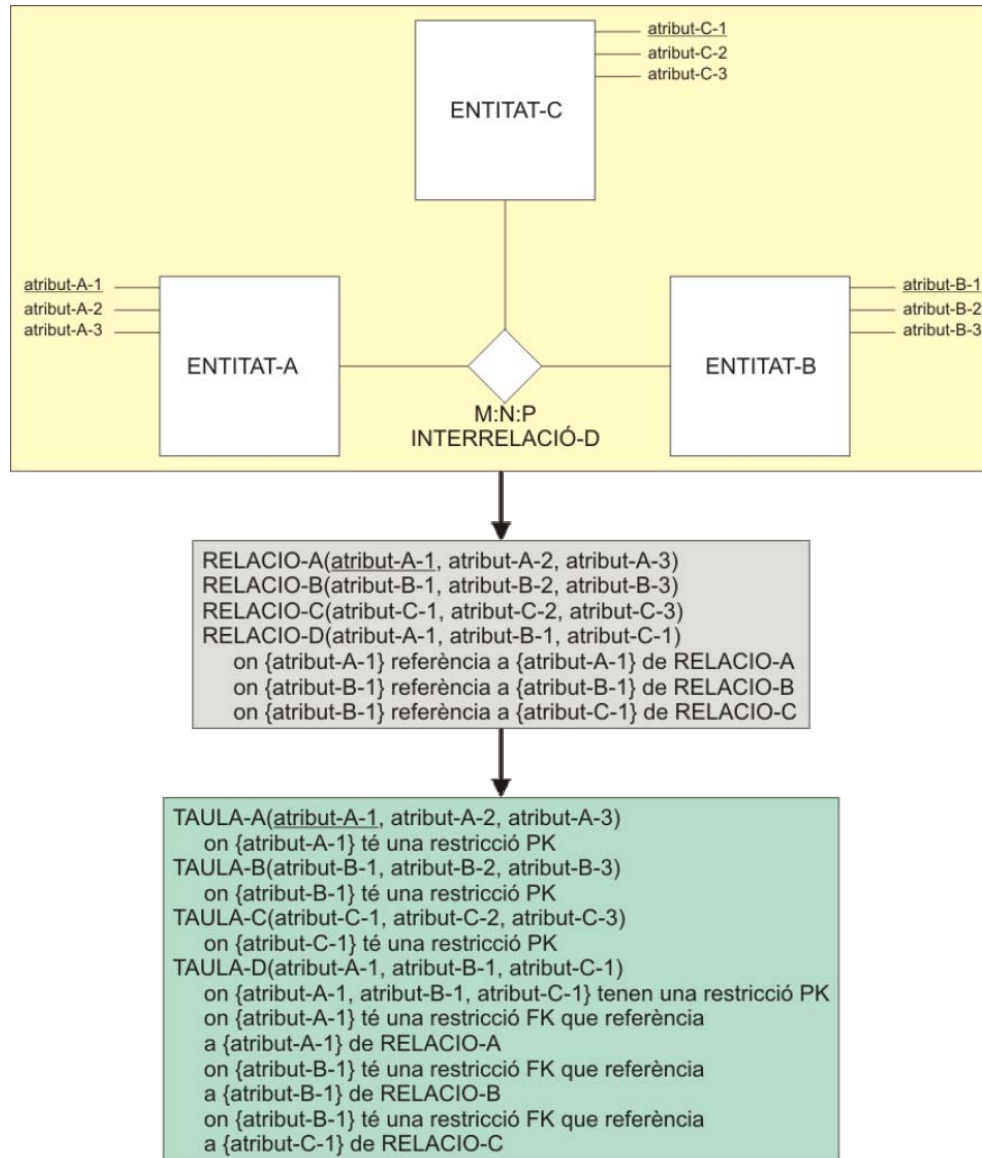 atribut-C-1
atribut-C-2
atribut-C-3
ENTITAT-C
atribut-A-1
atribut-A-2
atribut-A-3
ENTITAT-A
atribut-B-1
atribut-B-2
atribut-B-3
ENTITAT-B
M:N:P
INTERRELACIÓ-D
RELACIO-A(atribut-A-1, atribut-A-2, atribut-A-3)
RELACIO-B(atribut-B-1, atribut-B-2, atribut-B-3)
RELACIO-C(atribut-C-1, atribut-C-2, atribut-C-3)
RELACIO-D(atribut-A-1, atribut-B-1, atribut-C-1)
on {atribut-A-1} referència a {atribut-A-1} de RELACIO-A
on {atribut-B-1} referència a {atribut-B-1} de RELACIO-B
on {atribut-B-1} referència a {atribut-C-1} de RELACIO-C
TAULA-A(atribut-A-1, atribut-A-2, atribut-A-3)
on {atribut-A-1} té una restricció PK
TAULA-B(atribut-B-1, atribut-B-2, atribut-B-3)
on {atribut-B-1} té una restricció PK
TAULA-C(atribut-C-1, atribut-C-2, atribut-C-3)
on {atribut-C-1} té una restricció PK
TAULA-D(atribut-A-1, atribut-B-1, atribut-C-1)
on {atribut-A-1, atribut-B-1, atribut-C-1} tenen una restricció PK
on {atribut-A-1} té una restricció FK que referència
a {atribut-A-1} de RELACIO-A
on {atribut-B-1} té una restricció FK que referència
a {atribut-B-1} de RELACIO-B
on {atribut-B-1} té una restricció FK que referència
a {atribut-C-1} de RELACIO-C